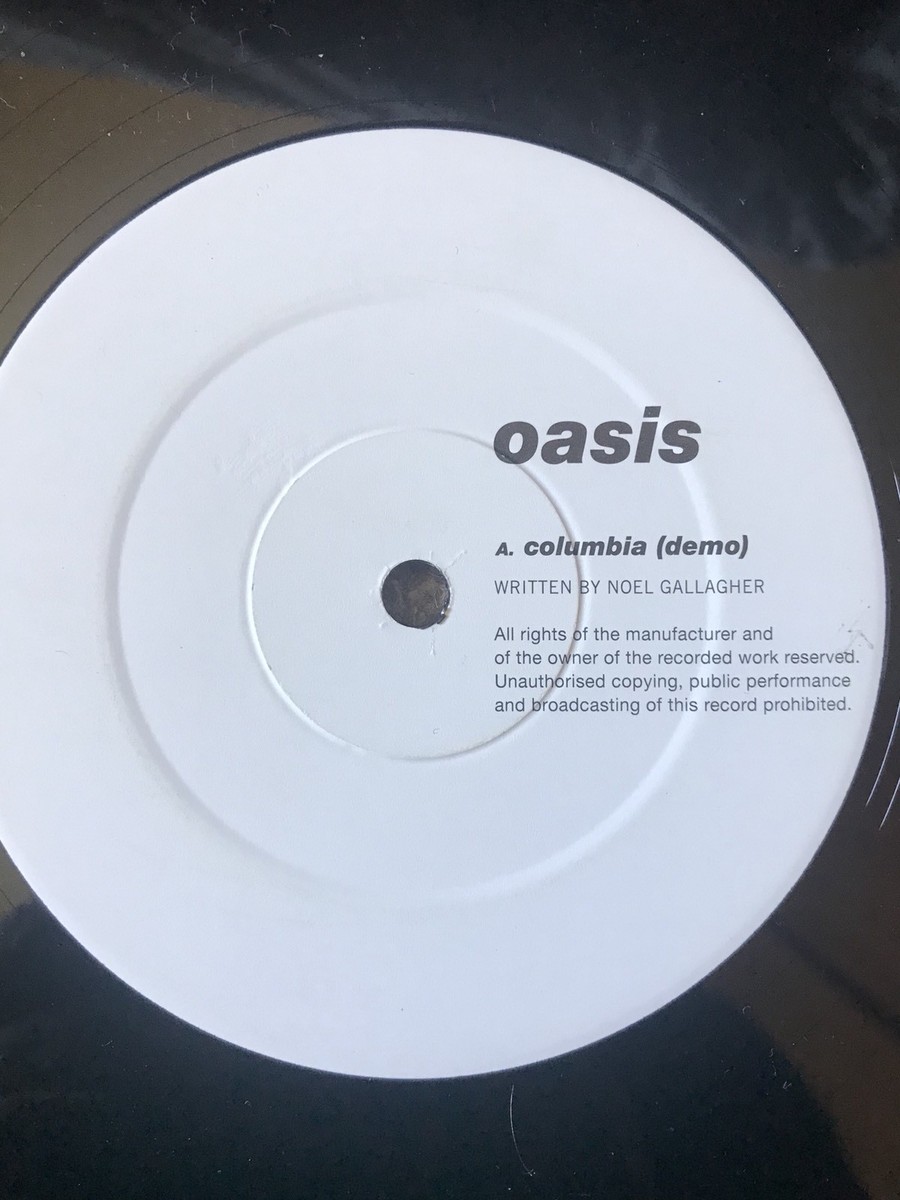 oasis
A. columbia (demo)
WRITTEN BY NOEL GALLAGHER
All rights of the manufacturer and
of the owner of the recorded work reserved.
Unauthorised copying, public performance
and broadcasting of this record prohibited.